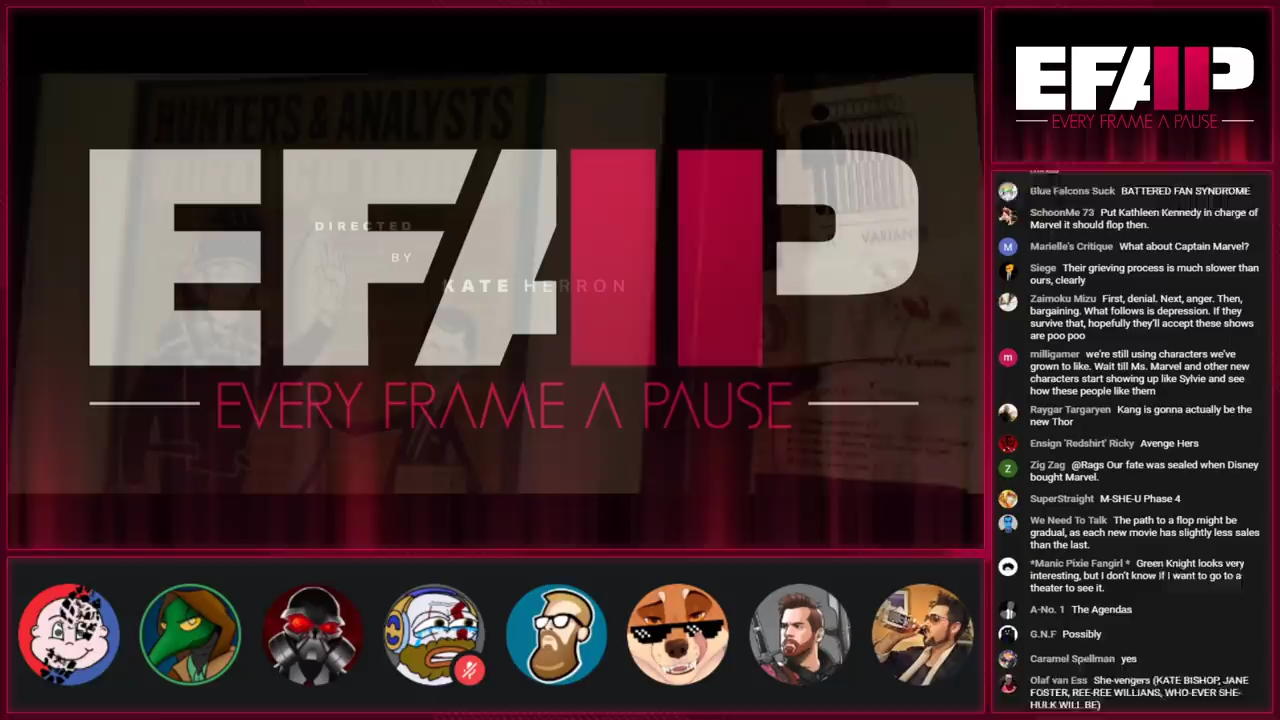 HUNTERS & ANALYSTS
DIRECTED
BY
KATE HERRON
VARIAN
EFAP
EVERY FRAME A PAUSE
EFAP
EVERY FRAME A PAUSE
Blue Falcons Suck BATTERED FAN SYNDROME
SchoonMe 73 Put Kathleen Kennedy in charge of
Marvel it should flop then.
M
Marielle's Critique What about Captain Marvel?
Siege Their grieving process is much slower than
ours, clearly
Zaimoku Mizu First, denial. Next, anger. Then,
bargaining. What follows is depression. If they
survive that, hopefully they'll accept these shows
are poo poo
m
milligamer we're still using characters we've
grown to like. Wait till Ms. Marvel and other new
characters start showing up like Sylvie and see
how these people like them
Raygar Targaryen Kang is gonna actually be the
new Thor
Ensign 'Redshirt' Ricky Avenge Hers
Z
Zig Zag @Rags Our fate was sealed when Disney
bought Marvel.
SuperStraight M-SHE-U Phase 4
We Need To Talk The path to a flop might be
gradual, as each new movie has slightly less sales
than the last.
*Manic Pixie Fangirl * Green Knight looks very
interesting, but I don't know if I want to go to a
theater to see it.
A-No. 1 The Agendas
G.N.F Possibly
Caramel Spellman yes
Olaf van Ess She-vengers (KATE BISHOP, JANE
FOSTER, REE-REE WILLIANS, WHO-EVER SHE-
HULK WILL BE)